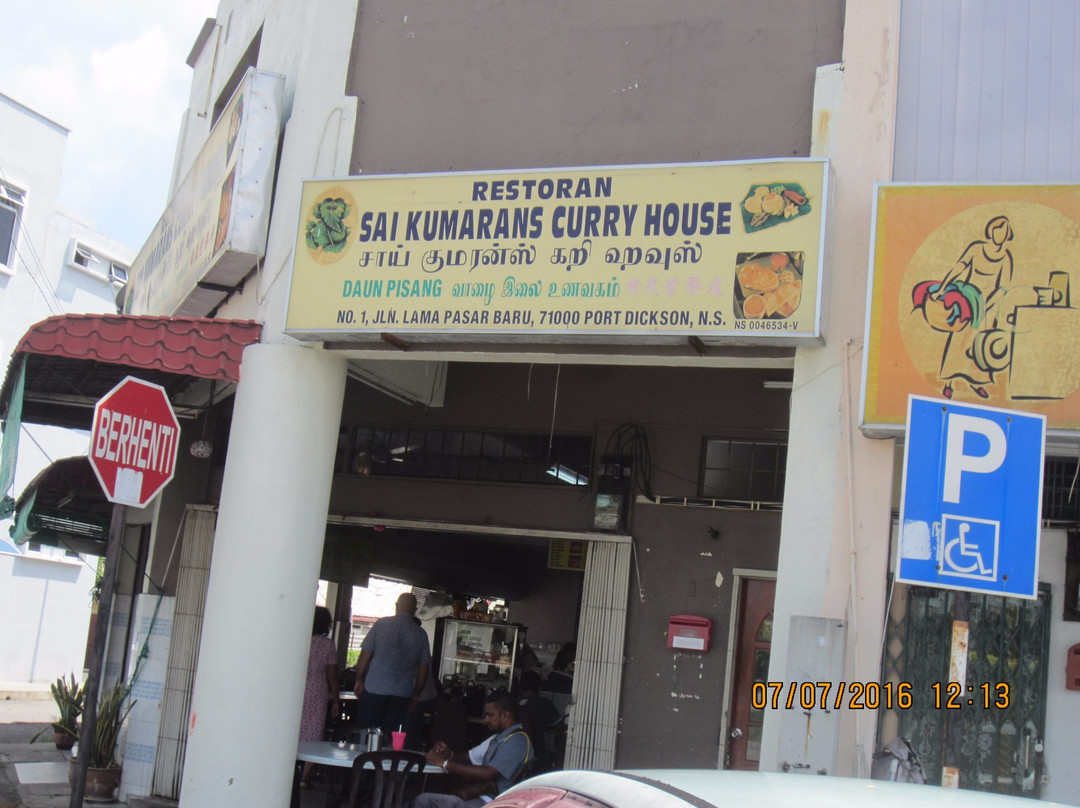 RESTORAN
SAI KUMARANS CURRY HOUSE
சாய் குமரன்ஸ் கறி ஹவுஸ்
DAUN PISANG வாழை இலை உணவகம்
NO. 1, JLN. LAMA PASAR BARU, 71000 PORT DICKSON, N.S.
NS 0046534-V
BERHENTI
P
07/07/2016 12:13